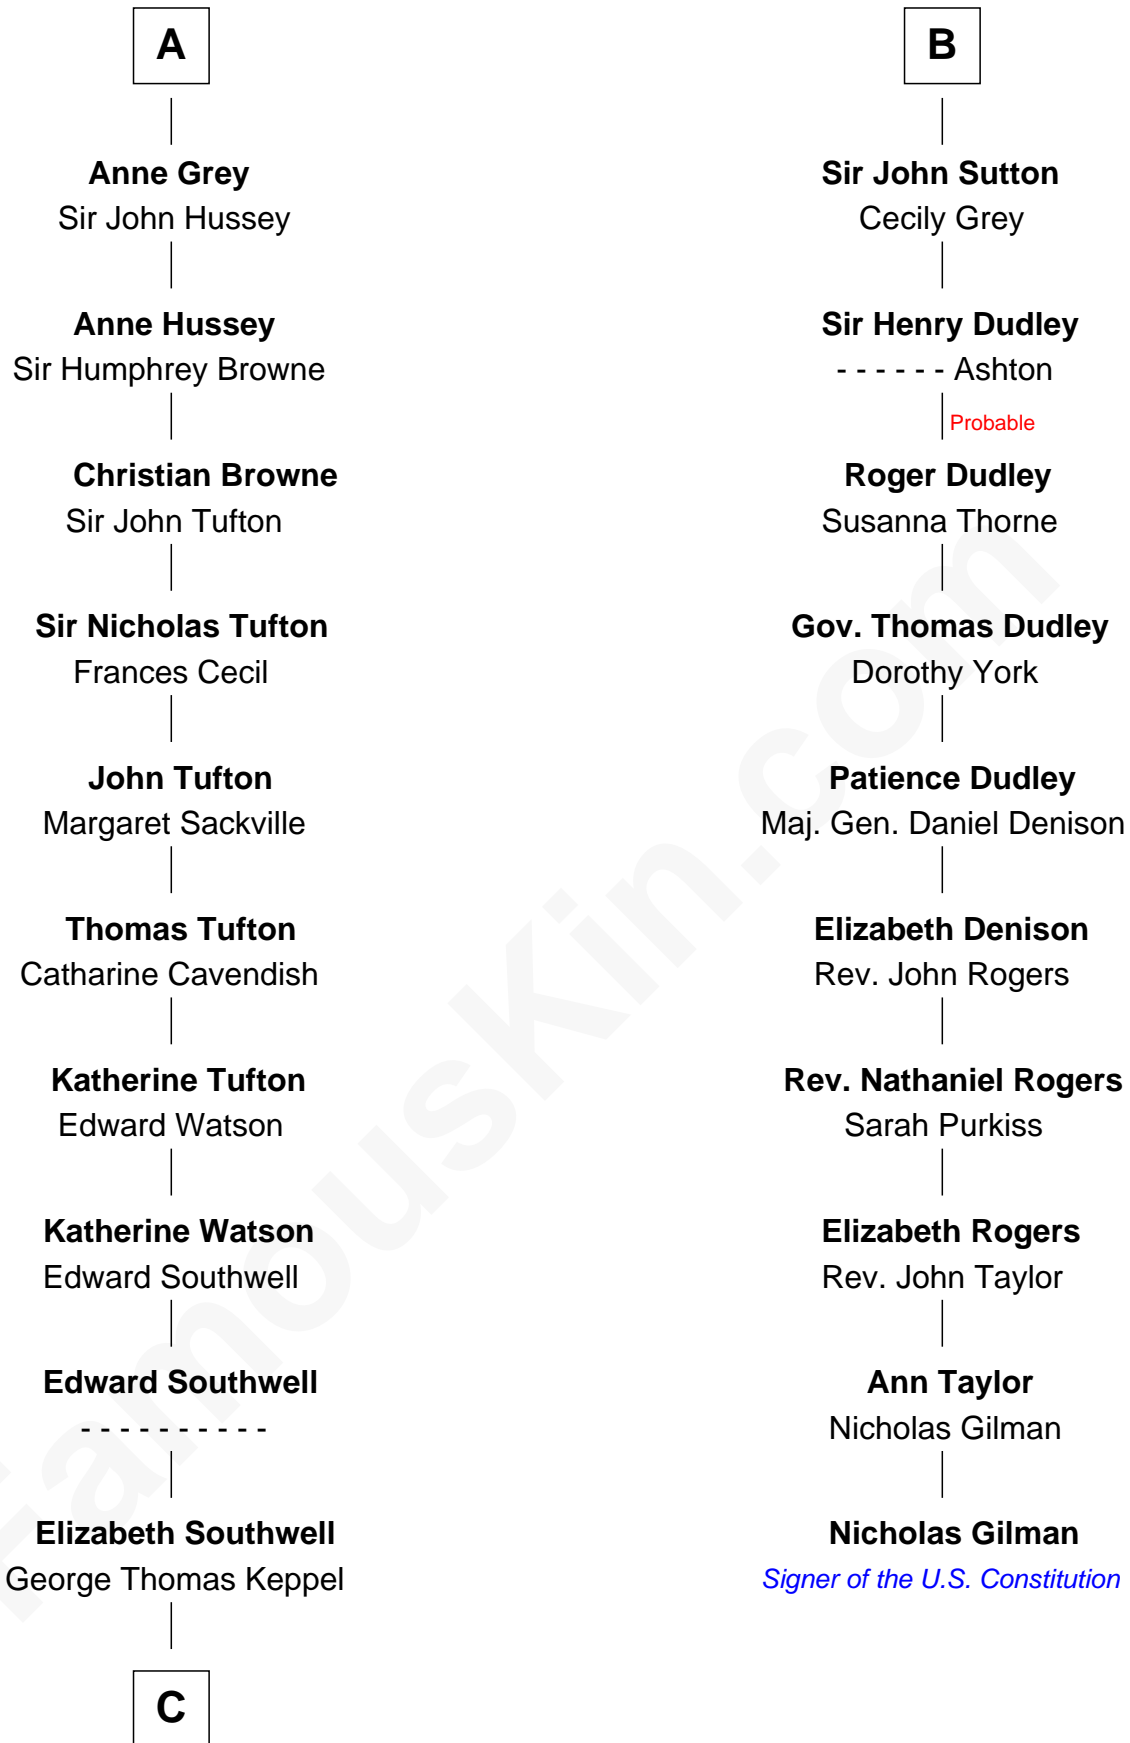 A
Anne Grey
Sir John Hussey
Anne Hussey
Sir Humphrey Browne
Christian Browne
Sir John Tufton
Sir Nicholas Tufton
Frances Cecil
John Tufton
Margaret Sackville
Thomas Tufton
Catharine Cavendish
Katherine Tufton
Edward Watson
Katherine Watson
Edward Southwell
Edward Southwell
- - - - - - - - - -
Elizabeth Southwell
George Thomas Keppel
C
B
Sir John Sutton
Cecily Grey
Sir Henry Dudley
- - - - - - Ashton
Probable
Roger Dudley
Susanna Thorne
Gov. Thomas Dudley
Dorothy York
Patience Dudley
Maj. Gen. Daniel Denison
Elizabeth Denison
Rev. John Rogers
Rev. Nathaniel Rogers
Sarah Purkiss
Elizabeth Rogers
Rev. John Taylor
Ann Taylor
Nicholas Gilman
Nicholas Gilman
Signer of the U.S. Constitution
FamousKin.com